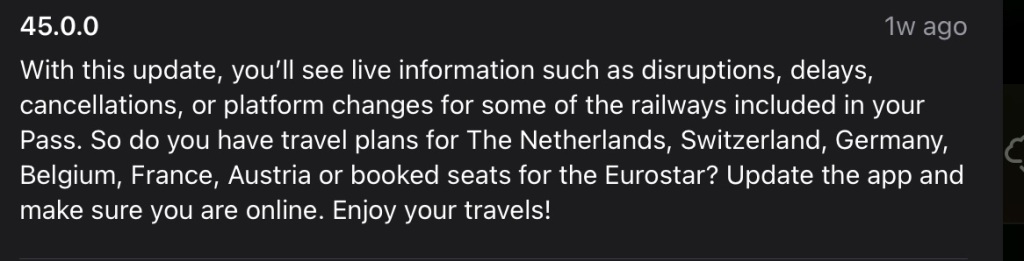 45.0.0 1w ago
With this update, you’ll see live information such as disruptions, delays,
cancellations, or platform changes for some of the railways included in your
Pass. So do you have travel plans for The Netherlands, Switzerland, Germany,
Belgium, France, Austria or booked seats for the Eurostar? Update the app and
make sure you are online. Enjoy your travels!